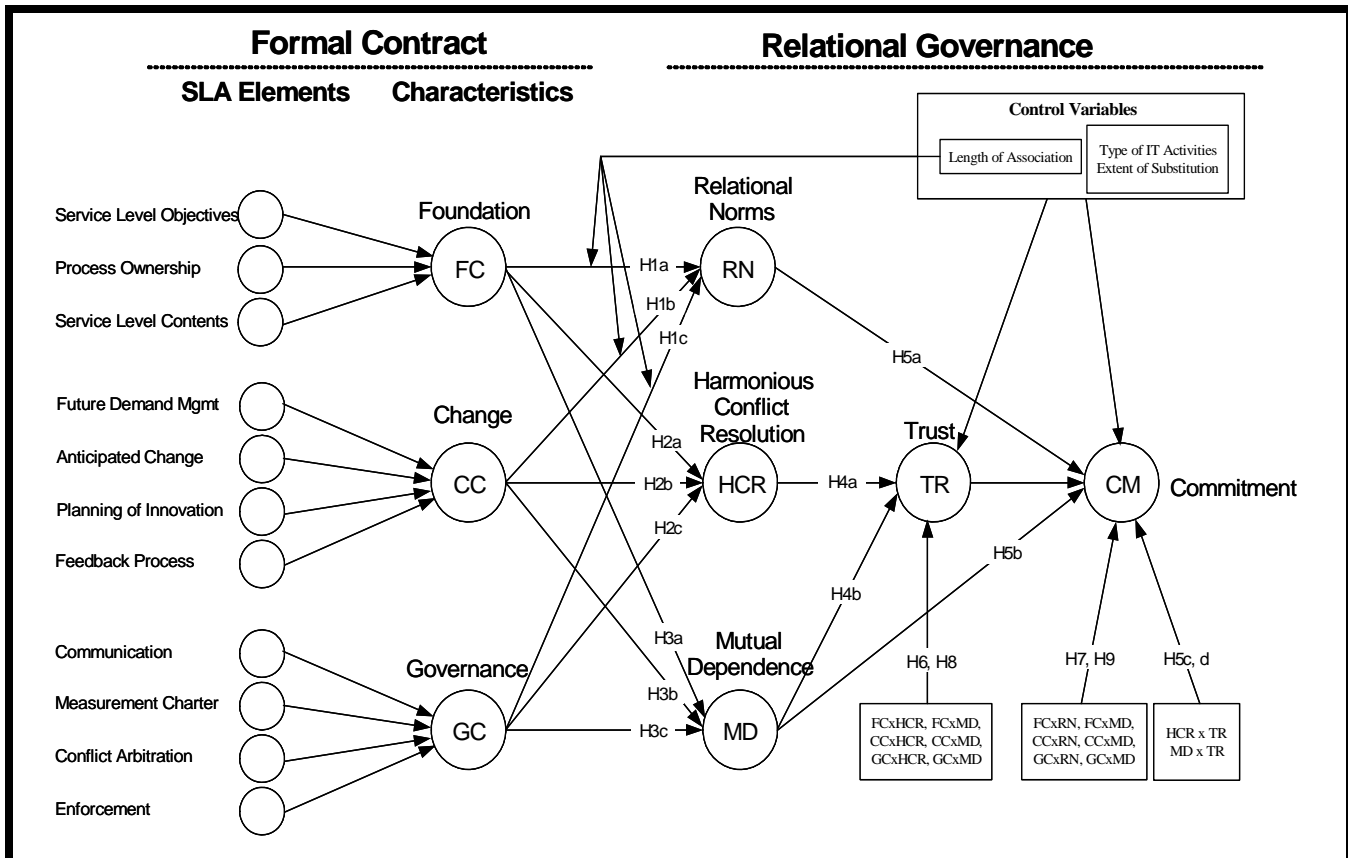 Formal Contract
Relational Governance
SLA Elements
Characteristics
Control Variables
Length of Association
Type of IT Activities
Extent of Substitution
Service Level Objectives
Process Ownership
Service Level Contents
Foundation
FC
Relational
Norms
RN
H1a
H1b
H1c
H5a
Future Demand Mgmt
Anticipated Change
Planning of Innovation
Feedback Process
Change
CC
Harmonious
Conflict
Resolution
HCR
H2a
H2b
H2c
H4a
Trust
TR
CM
Commitment
H5b
H4b
Communication
Measurement Charter
Conflict Arbitration
Enforcement
Governance
GC
H3a
H3b
H3c
Mutual
Dependence
MD
H6, H8
H7, H9
H5c, d
FCxHCR, FCxMD,
CCxHCR, CCxMD,
GCxHCR, GCxMD
FCxRN, FCxMD,
CCxRN, CCxMD,
GCxRN, GCxMD
HCR x TR
MD x TR